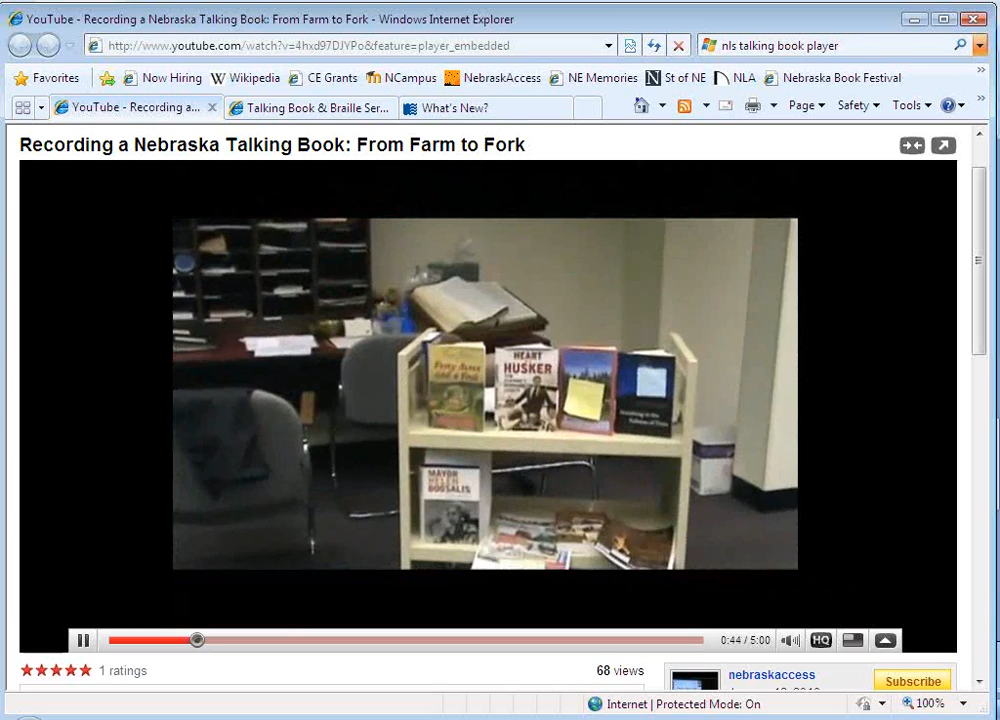 YouTube - Recording a Nebraska Talking Book: From Farm to Fork - Windows Internet Explorer
http://www.youtube.com/watch?v=4hxd97DJYPo&feature=player_embedded
nls talking book player
Favorites Now Hiring Wikipedia CE Grants NCampus NebraskAccess NE Memories St of NE NLA Nebraska Book Festival
YouTube - Recording a... Talking Book & Braille Ser... What's New? Page Safety Tools
Recording a Nebraska Talking Book: From Farm to Fork
HEART
HUSKER
MAYOR
HELEN
BOOSALIS
0:44 / 5:00 HQ
1 ratings 68 views
nebraskaccess
Subscribe
Internet | Protected Mode: On 100%